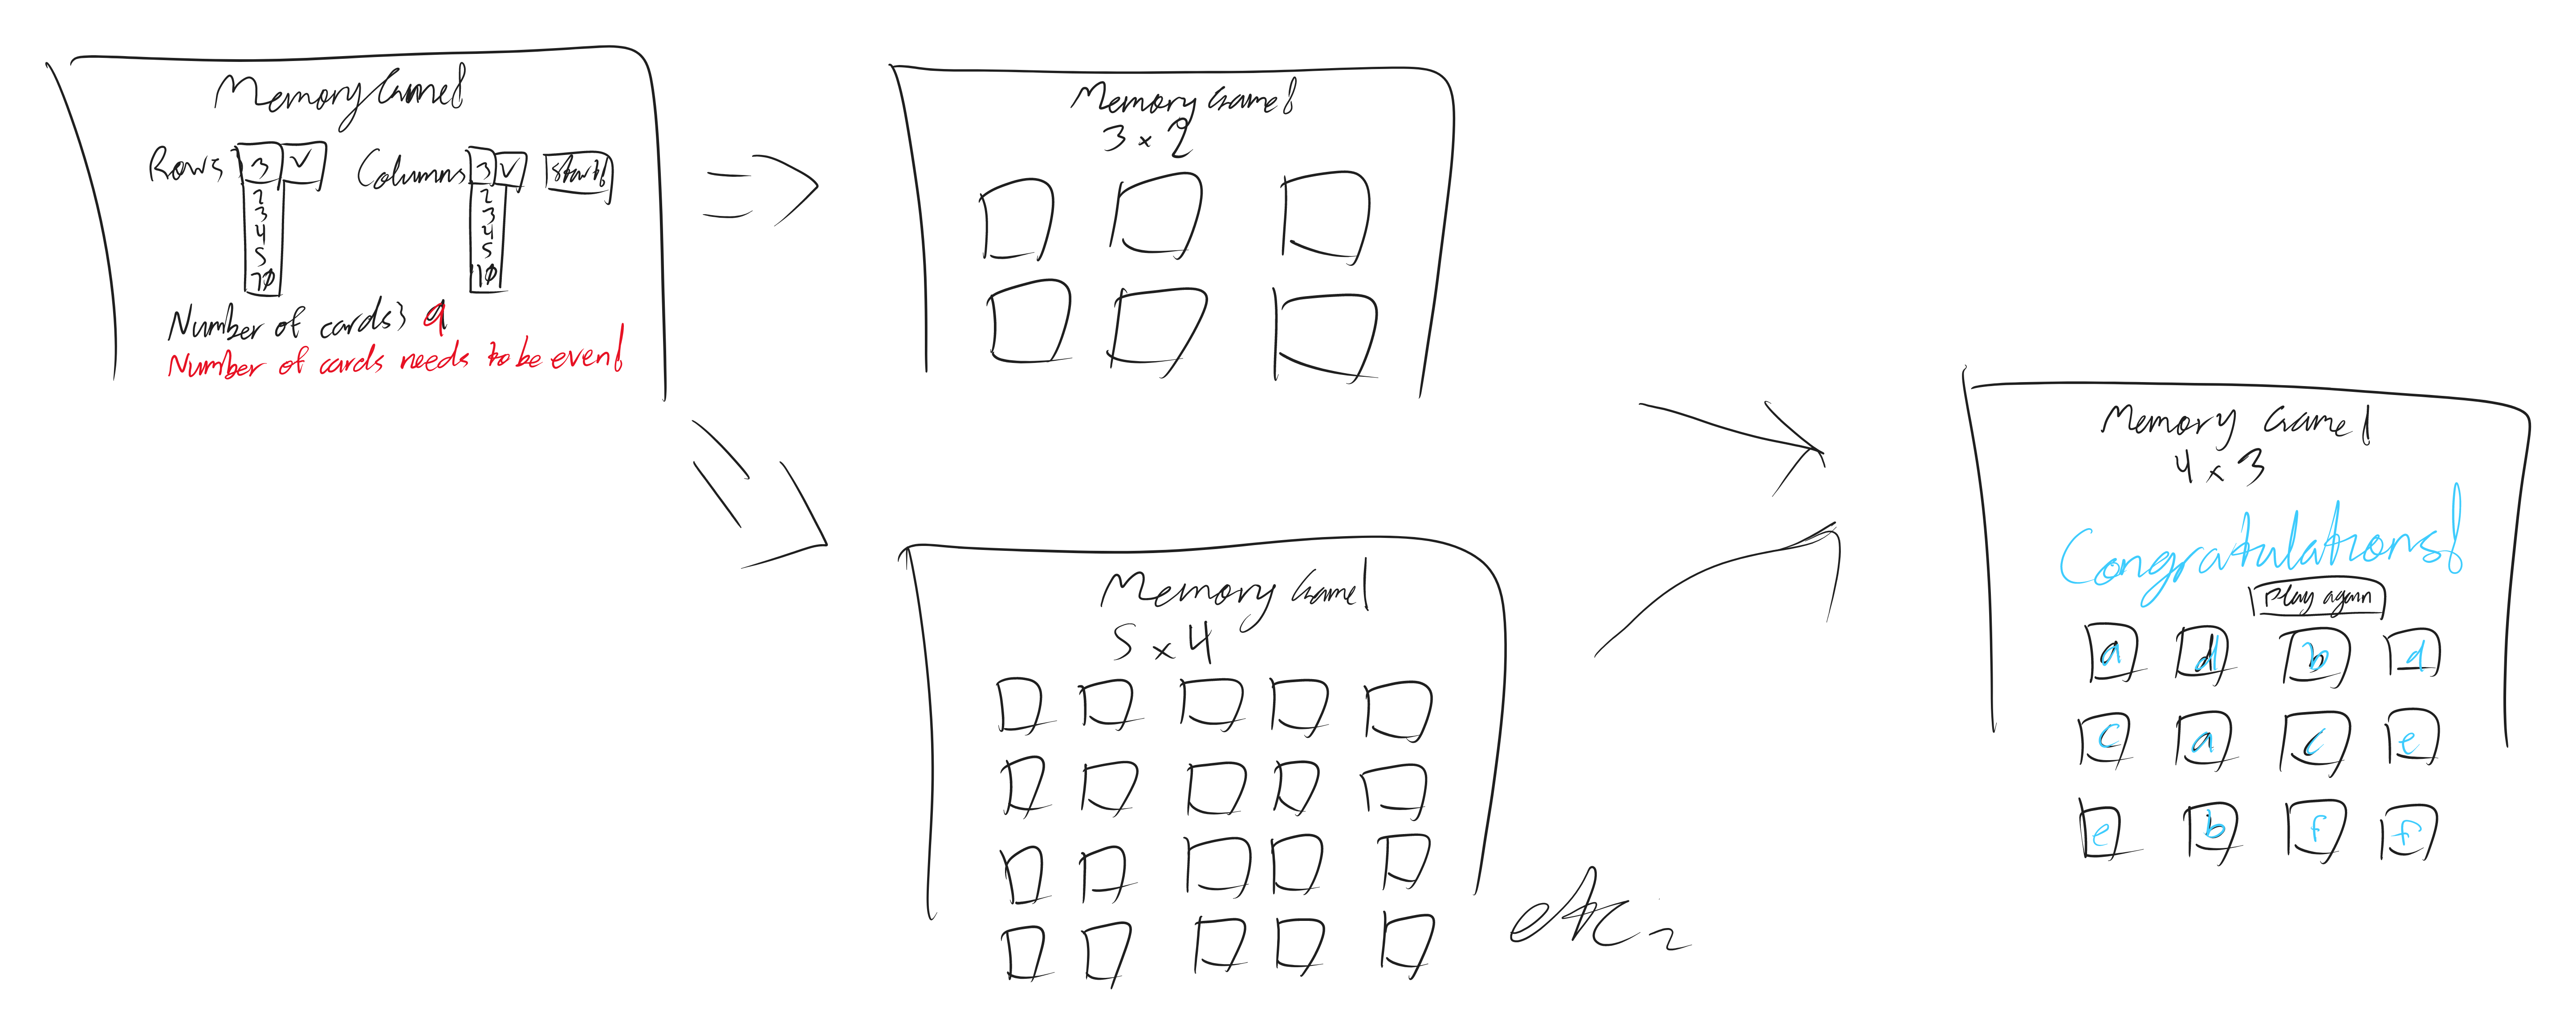 Memory Game!
Rows 3 Columns 3 Start!
2 2
3 3
4 4
5 5
10 10
Number of cards: 9
Number of cards needs to be even!
Memory Game!
3 x 2
Memory Game!
5 x 4
etc
Memory Game!
4 x 3
Congratulations!
Play again
a d b d
c a c e
e b f f